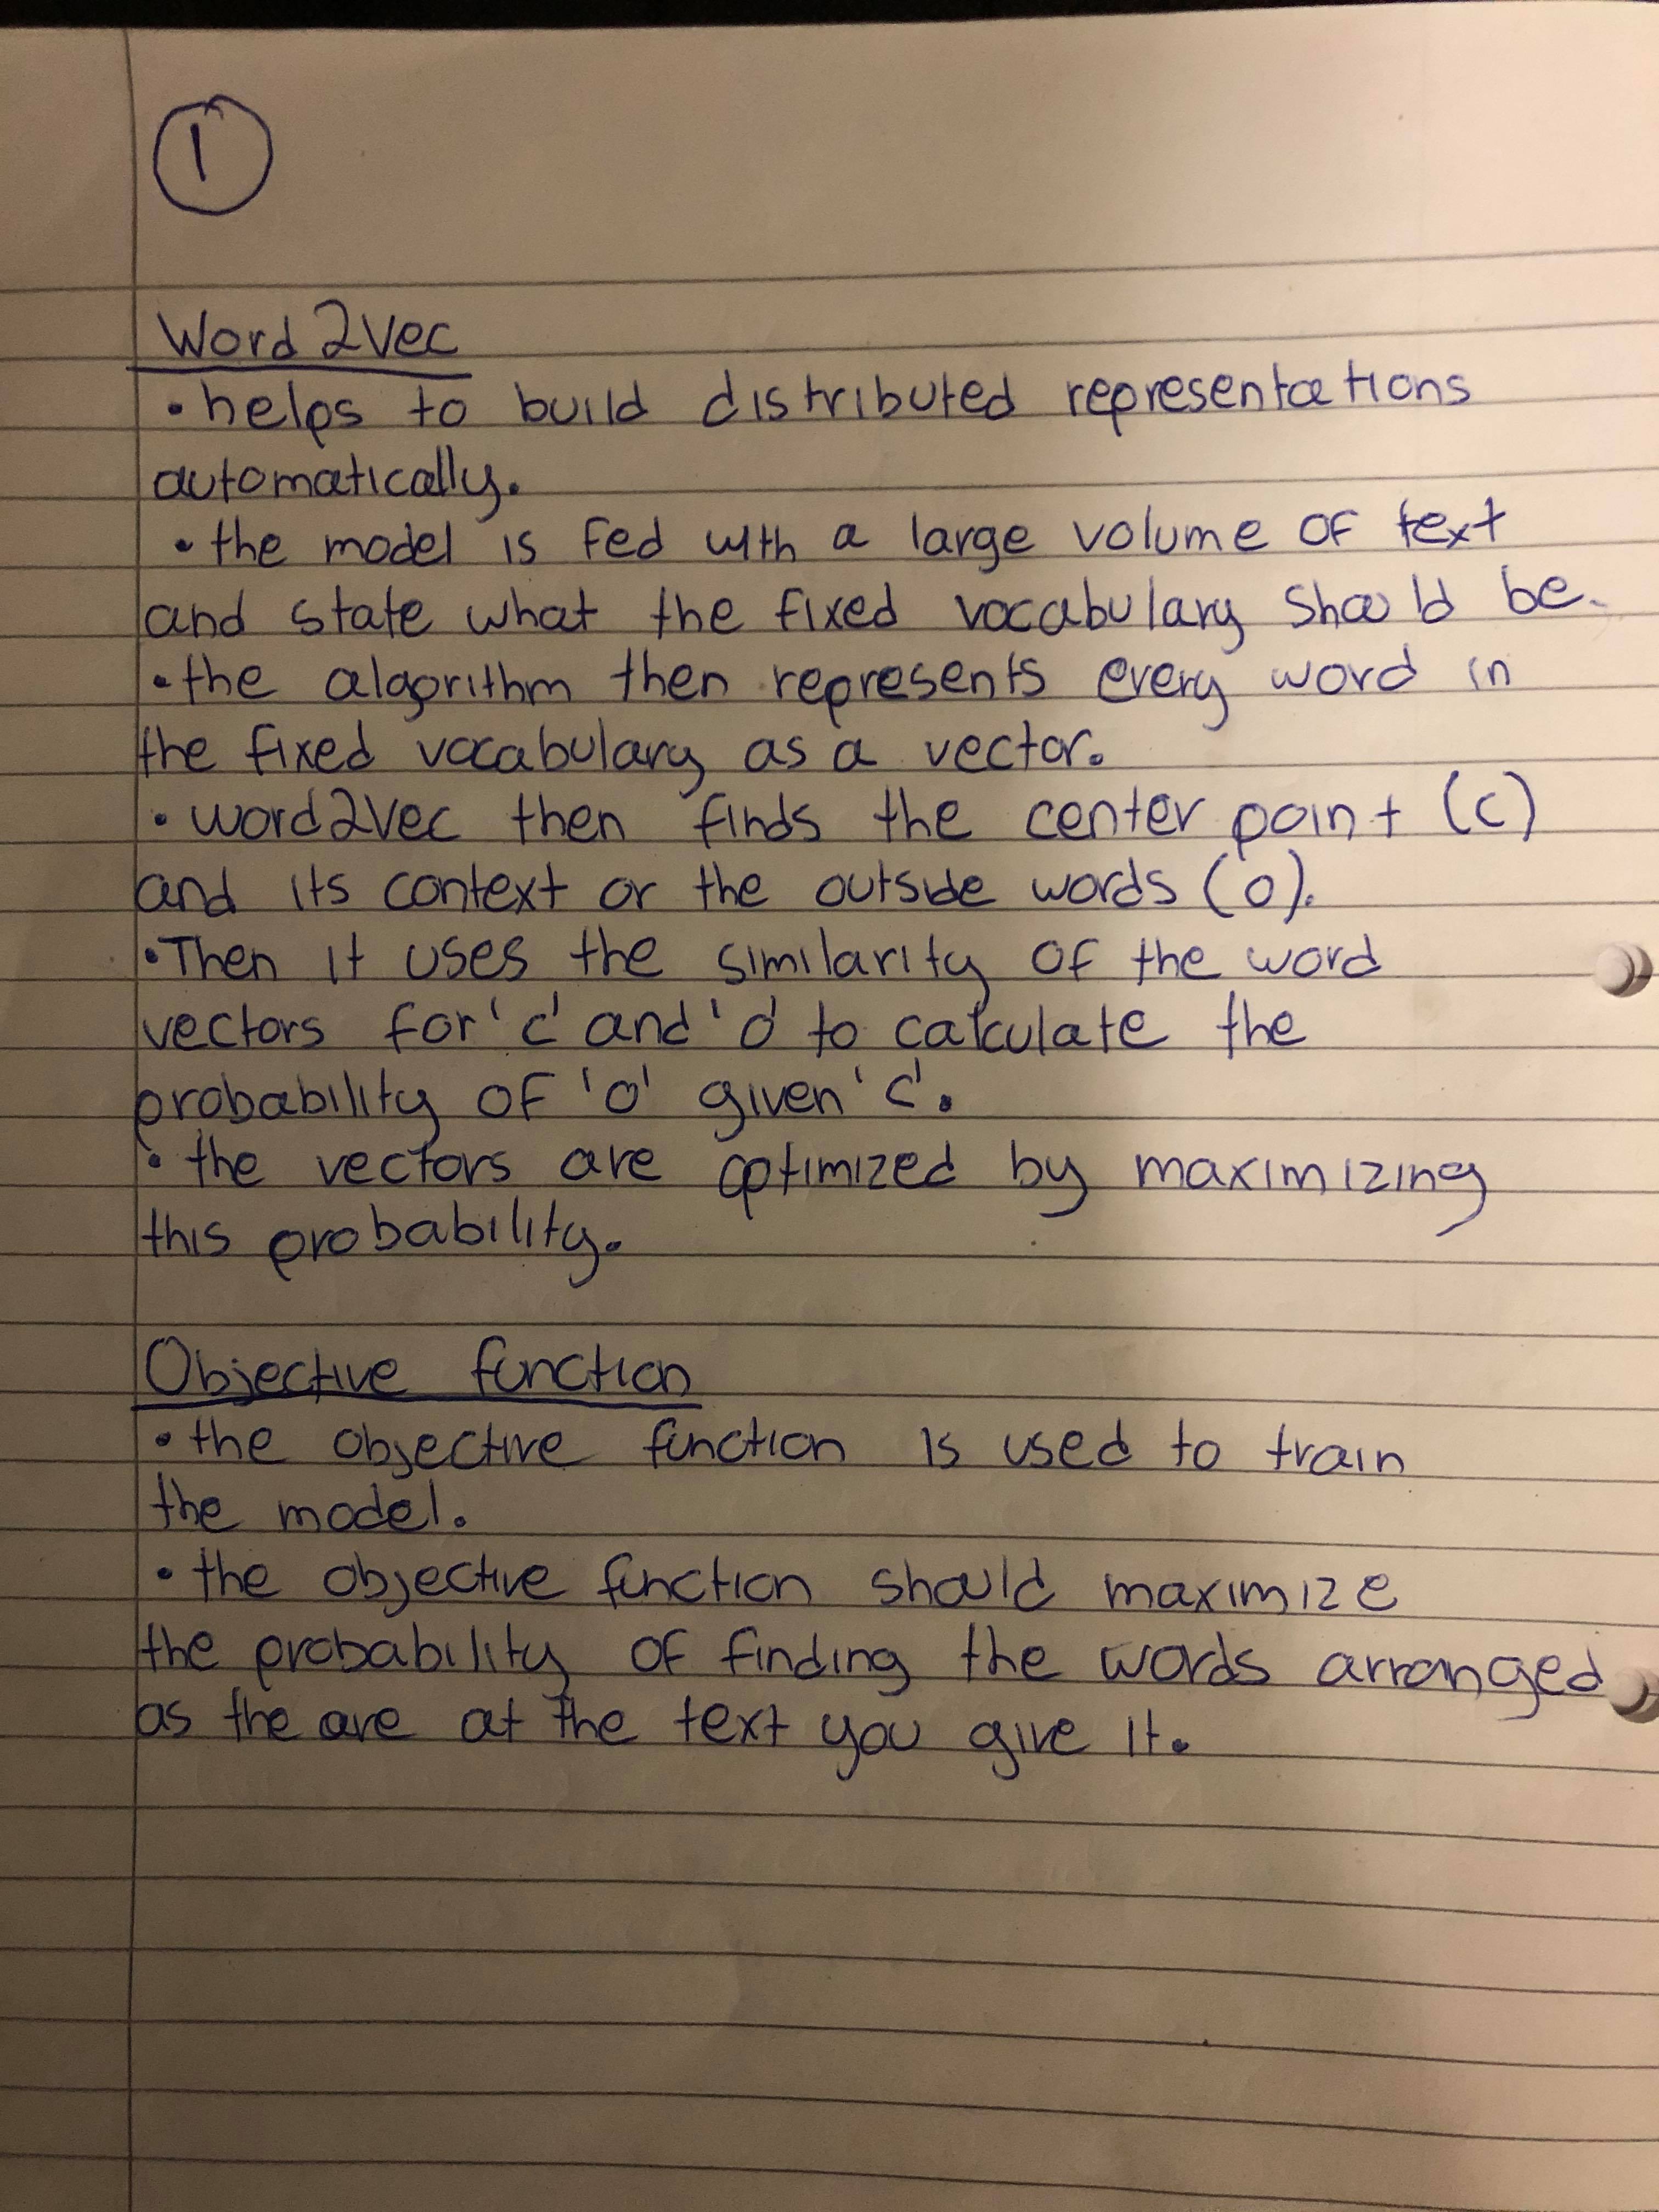 1
Word2Vec
• helps to build distributed representations
automatically.
• the model is fed with a large volume of text
and state what the fixed vocabulary should be.
• the algorithm then represents every word in
the fixed vocabulary as a vector.
• word2vec then finds the center point (c)
and its context or the outside words (o).
• Then it uses the similarity of the word
vectors for 'c' and 'o' to calculate the
probability of 'o' given 'c'.
• the vectors are optimized by maximizing
this probability.
Objective function
• the objective function is used to train
the model.
• the objective function should maximize
the probability of finding the words arranged
as the are at the text you give it.